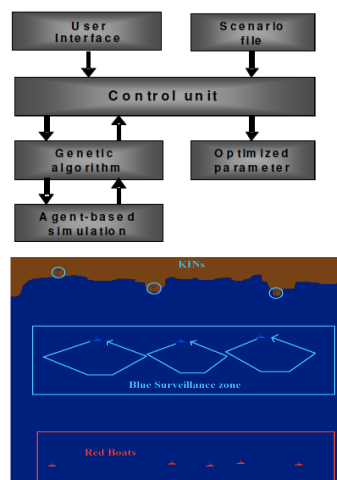 User
Interface
Scenario
file
Control unit
Genetic
algorithm
Optimized
parameter
Agent-based
simulation
KINs
Blue Surveillance zone
Red Boats